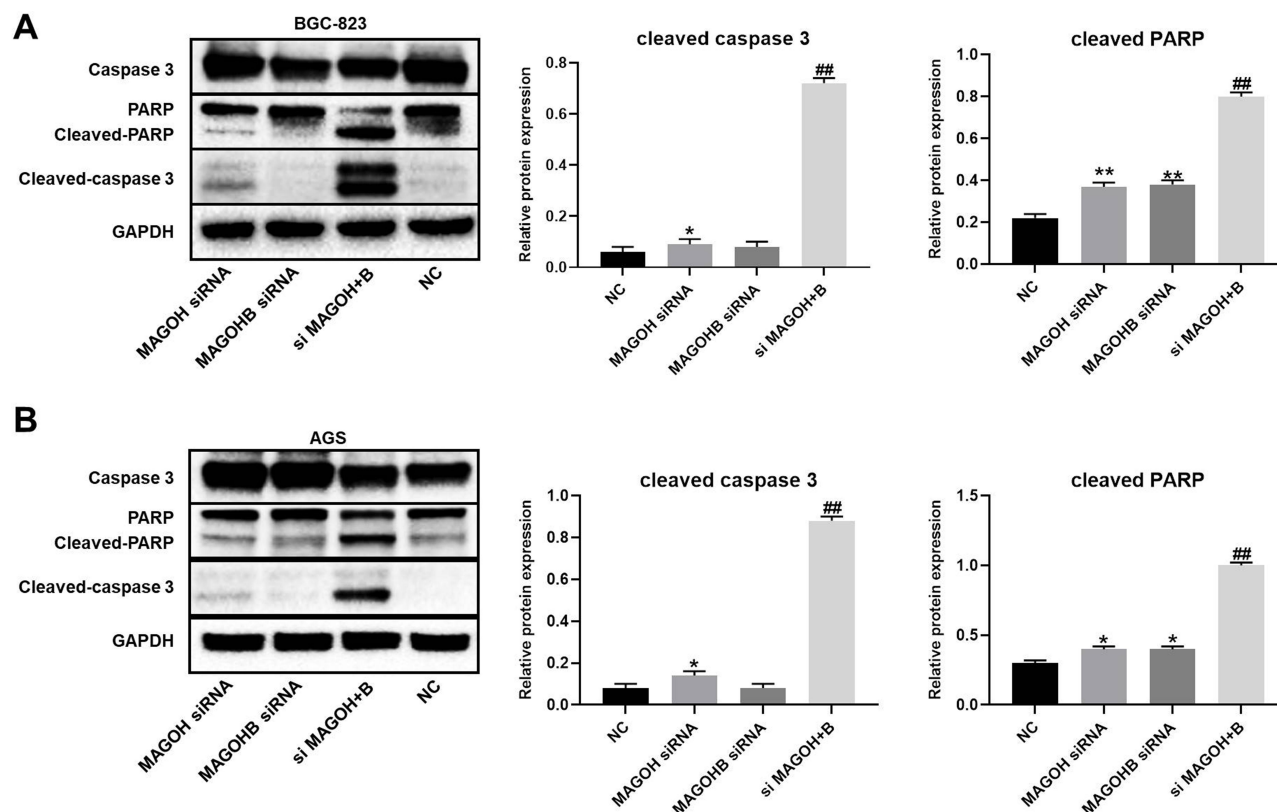 A
BGC-823
Caspase 3
PARP
Cleaved-PARP
Cleaved-caspase 3
GAPDH
MAGOH siRNA
MAGOHB siRNA
si MAGOH+B
NC
cleaved caspase 3
Relative protein expression
0.8
0.6
0.4
0.2
0.0
*
##
NC
MAGOH siRNA
MAGOHB siRNA
si MAGOH+B
cleaved PARP
Relative protein expression
1.0
0.8
0.6
0.4
0.2
0.0
**
**
##
NC
MAGOH siRNA
MAGOHB siRNA
si MAGOH+B
B
AGS
Caspase 3
PARP
Cleaved-PARP
Cleaved-caspase 3
GAPDH
MAGOH siRNA
MAGOHB siRNA
si MAGOH+B
NC
cleaved caspase 3
Relative protein expression
1.0
0.8
0.6
0.4
0.2
0.0
*
##
NC
MAGOH siRNA
MAGOHB siRNA
si MAGOH+B
cleaved PARP
Relative protein expression
1.5
1.0
0.5
0.0
*
*
##
NC
MAGOH siRNA
MAGOHB siRNA
si MAGOH+B